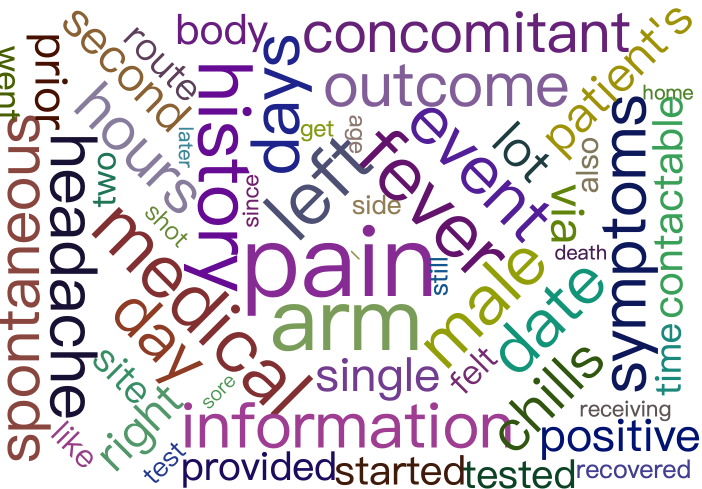 body
concomitant
patient's
second
route
days
outcome
went
prior
history
home
hours
later
get
age
left
fever
event
lot
also
symptoms
contactable
spontaneous
headache
two
since
side
shot
via
death
pain
still
medical
arm
male
date
day
site
single
felt
chills
time
sore
right
like
information
receiving
positive
test
provided
started
tested
recovered